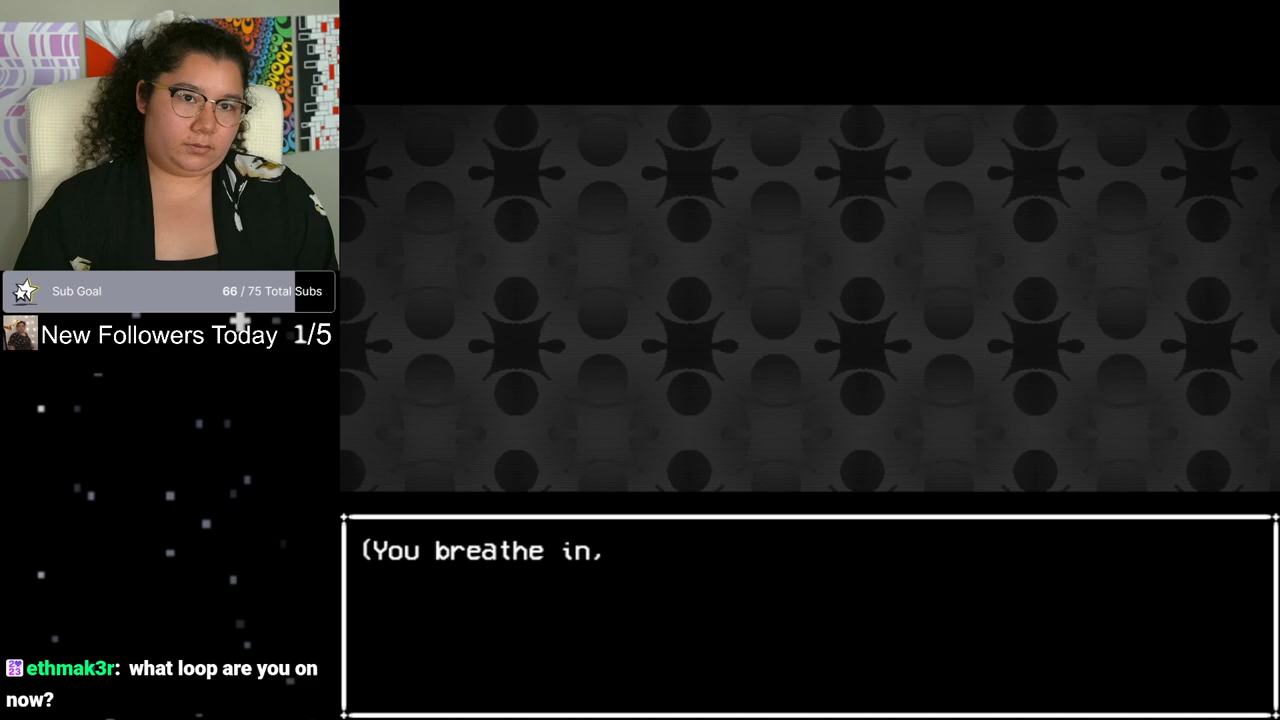 Sub Goal
66 / 75 Total Subs
New Followers Today 1/5
(You breathe in,
ethmak3r: what loop are you on
now?